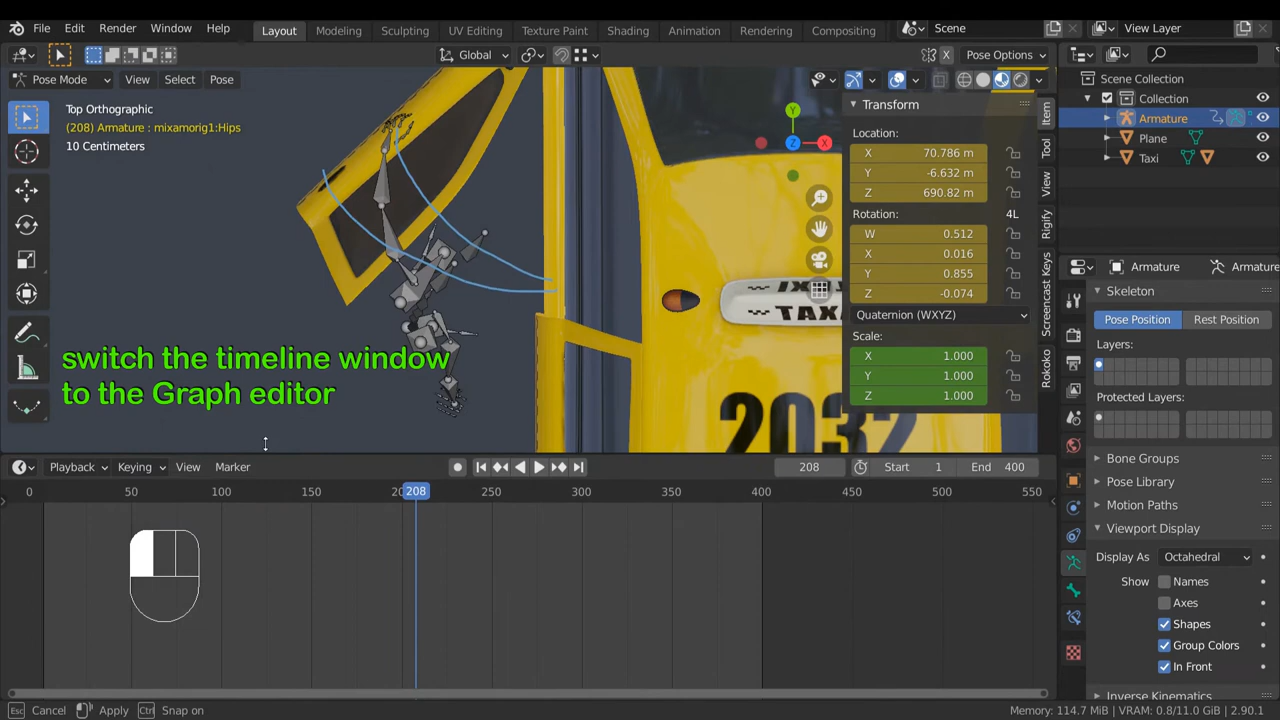 File Edit Render Window Help Layout Modeling Sculpting UV Editing Texture Paint Shading Animation Rendering Compositing Scene View Layer
Global X Pose Options
Pose Mode View Select Pose
Top Orthographic
(208) Armature : mixamorig1:Hips
10 Centimeters
Y
X
Z
TAXI
TAXI
2032
switch the timeline window
to the Graph editor
Transform
Location:
X 70.786 m
Y -6.632 m
Z 690.82 m
Rotation: 4L
W 0.512
X 0.016
Y 0.855
Z -0.074
Quaternion (WXYZ)
Scale:
X 1.000
Y 1.000
Z 1.000
Item
Tool
View
Rigify
Screencast Keys
Rokoko
Scene Collection
Collection
Armature
Plane
Taxi
Armature Armature
Skeleton
Pose Position Rest Position
Layers:
Protected Layers:
Bone Groups
Pose Library
Motion Paths
Viewport Display
Display As Octahedral
Show Names
Axes
Shapes
Group Colors
In Front
Inverse Kinematics
Playback Keying View Marker 208 Start 1 End 400
0 50 100 150 20 208 250 300 350 400 450 500 550
Esc Cancel Apply Ctrl Snap on Memory: 114.7 MiB | VRAM: 0.8/11.0 GiB | 2.90.1